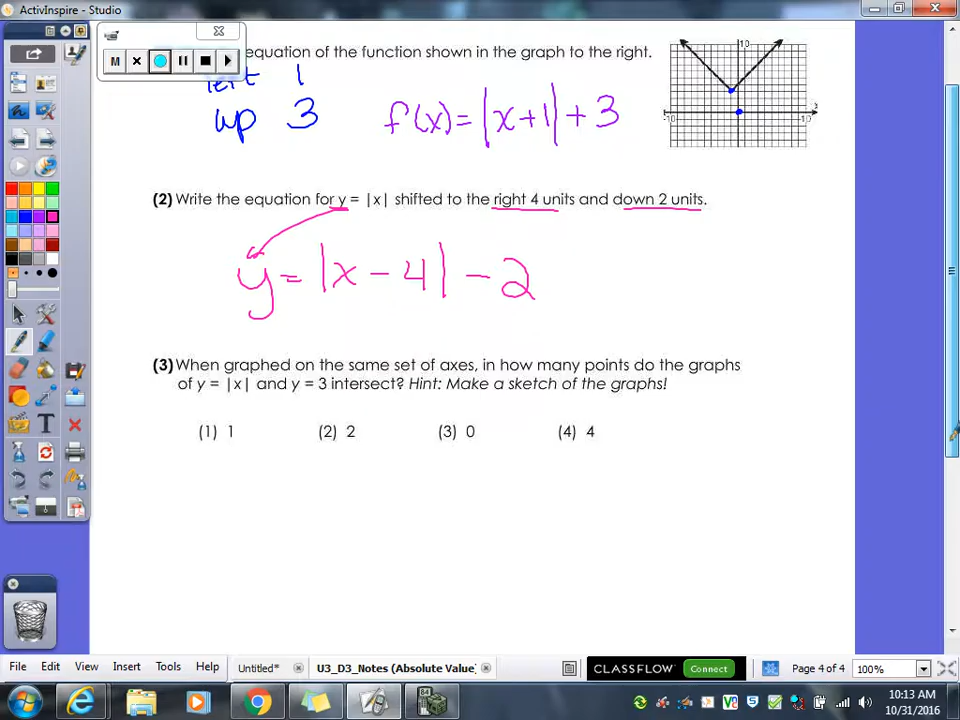 ActivInspire - Studio
equation of the function shown in the graph to the right.
left 1
up 3
f(x)= |x+1| + 3
10
-10
10
(2) Write the equation for y = |x| shifted to the right 4 units and down 2 units.
y = |x - 4| - 2
(3) When graphed on the same set of axes, in how many points do the graphs
of y = |x| and y = 3 intersect? Hint: Make a sketch of the graphs!
(1) 1 (2) 2 (3) 0 (4) 4
File Edit View Insert Tools Help Untitled* U3_D3_Notes (Absolute Value) CLASSFLOW Connect Page 4 of 4 100%
10:13 AM
10/31/2016